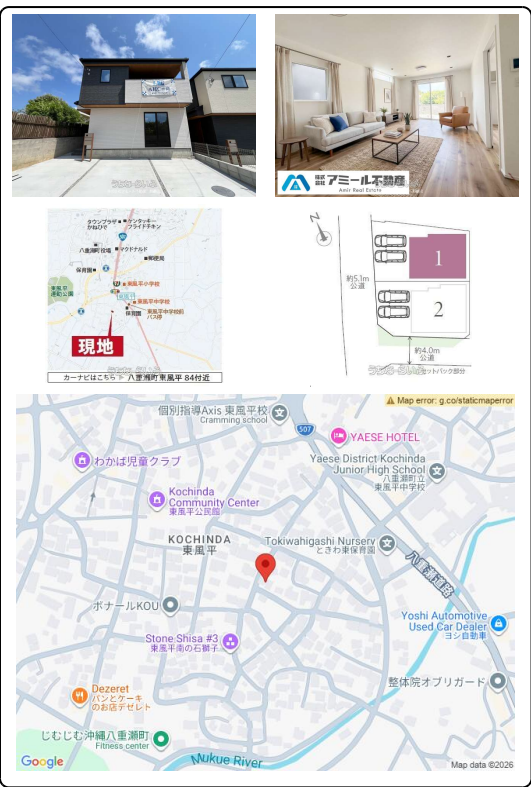 株式会社 アミール不動産
Amir Real Estate
タウンプラザ
かねひで
ケンタッキー
フライドチキン
八重瀬町役場
マクドナルド
郵便局
保育園
東風平
運動公園
507
東風平小学校
東風平
東風平中学校
保育園
東風平中学校前
バス停
現地
カーナビはこちら ▶ 八重瀬町東風平 84付近
N
約5.1m
公道
1
2
約4.0m
公道
セットバック部分
Map error: g.co/staticmaperror
個別指導Axis 東風平校
Cramming school
507
YAESE HOTEL
わかば児童クラブ
Yaese District Kochinda
Junior High School
八重瀬町立
東風平中学校
Kochinda
Community Center
東風平公民館
KOCHINDA
東風平
Tokiwahigashi Nursery
ときわ東保育園
八重瀬道路
ボナールKOU
Yoshi Automotive
Used Car Dealer
ヨシ自動車
Stone Shisa #3
東風平南の石獅子
整体院オブリガード
Dezeret
パンとケーキ
のお店デザレト
じむじむ沖縄八重瀬町
Fitness center
Mukue River
Google
Map data ©2026